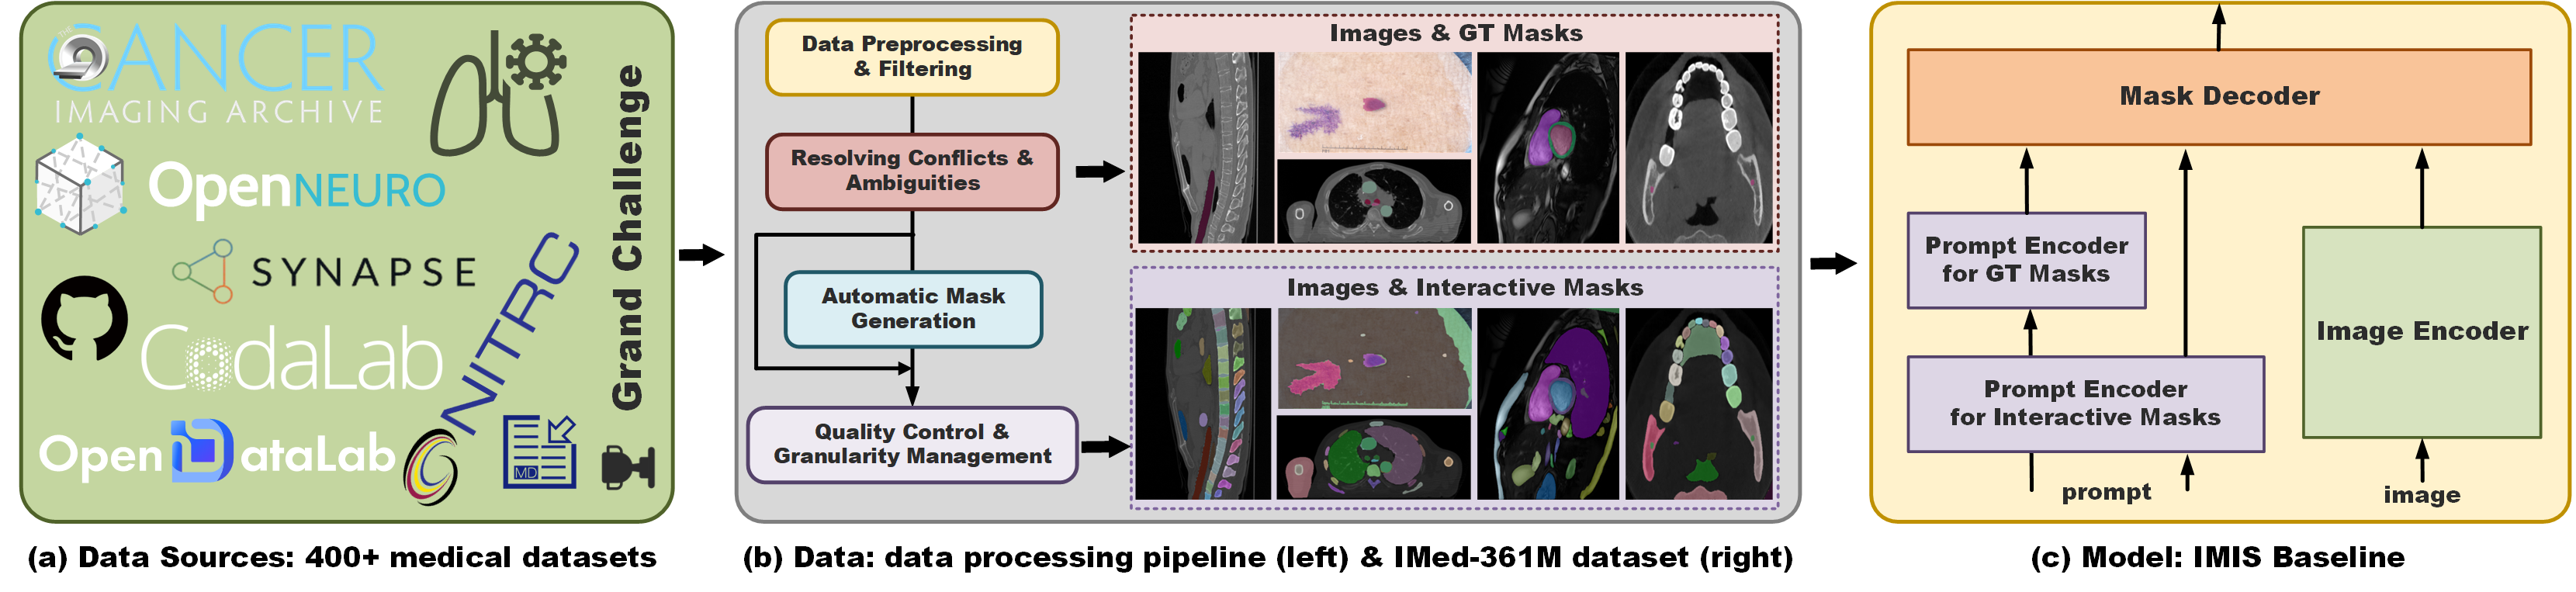 THE
CANCER
IMAGING ARCHIVE
OpenNEURO
SYNAPSE
CodaLab
NITRC
Grand Challenge
OpenDataLab
MD
(a) Data Sources: 400+ medical datasets
Data Preprocessing
& Filtering
Resolving Conflicts &
Ambiguities
Automatic Mask
Generation
Quality Control &
Granularity Management
Images & GT Masks
Images & Interactive Masks
(b) Data: data processing pipeline (left) & IMed-361M dataset (right)
Mask Decoder
Prompt Encoder
for GT Masks
Prompt Encoder
for Interactive Masks
Image Encoder
prompt
image
(c) Model: IMIS Baseline